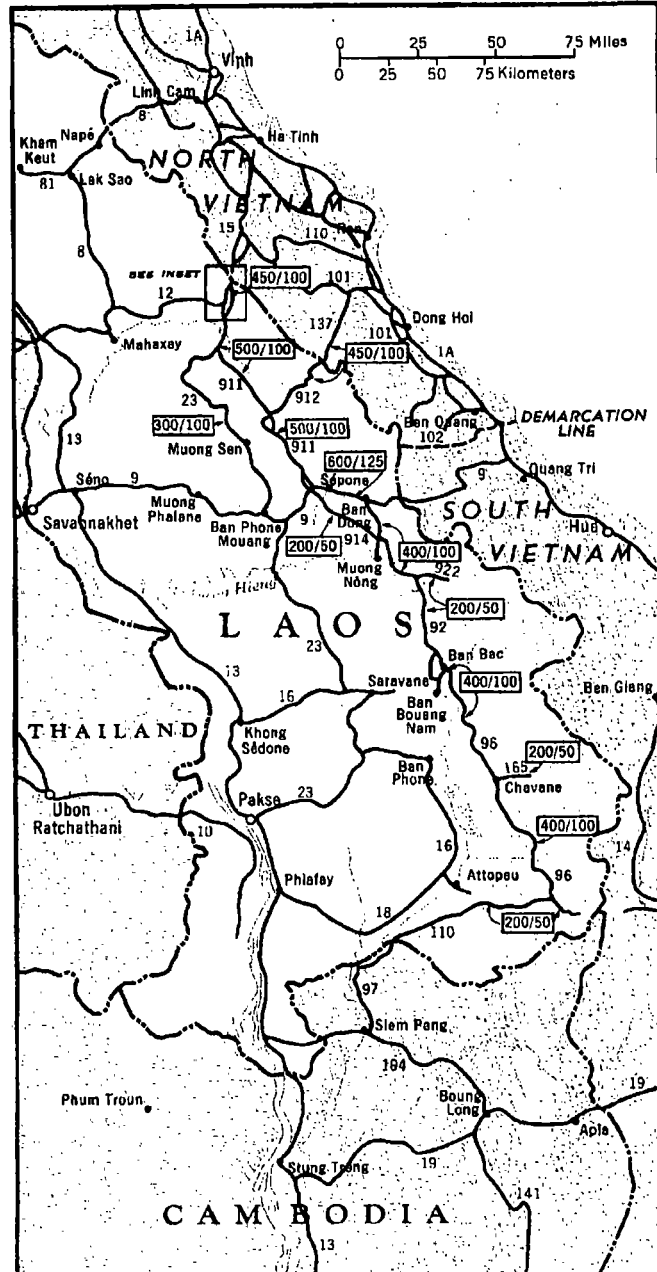 0 25 50 75 Miles
0 25 50 75 Kilometers
1A
Vinh
Linh Cam
8
Ha Tinh
Napé
Kham
Keut
81
Lak Sao
NORTH
VIETNAM
15
110
Ron
8
SEE INSET
450/100
101
12
137
Dong Hoi
101
Mahaxay
500/100
450/100
1A
911
912
23
DEMARCATION
LINE
300/100
500/100
Ban Quang
102
13
911
Muong Sen
600/125
Séno
9
Sépone
9
Quang Tri
Muong
Phalane
SOUTH
Savannakhet
Ban Phone
Mouang
9
Ban
Dong
Hue
VIETNAM
200/50
914
400/100
Muong
Nông
922
200/50
LAOS
92
23
Ban Bac
13
Saravane
400/100
16
Ban
Bouang
Nam
Ben Giang
THAILAND
Khong
Sédone
96
200/50
165
Ban
Phone
Chavane
Ubon
Ratchathani
Pakse
23
10
400/100
16
14
Phiafay
Attopeu
96
18
200/50
110
97
Siem Pang
194
Phum Troun
Boung
Long
19
Apia
Stung Treng
19
CAMBODIA
141
13